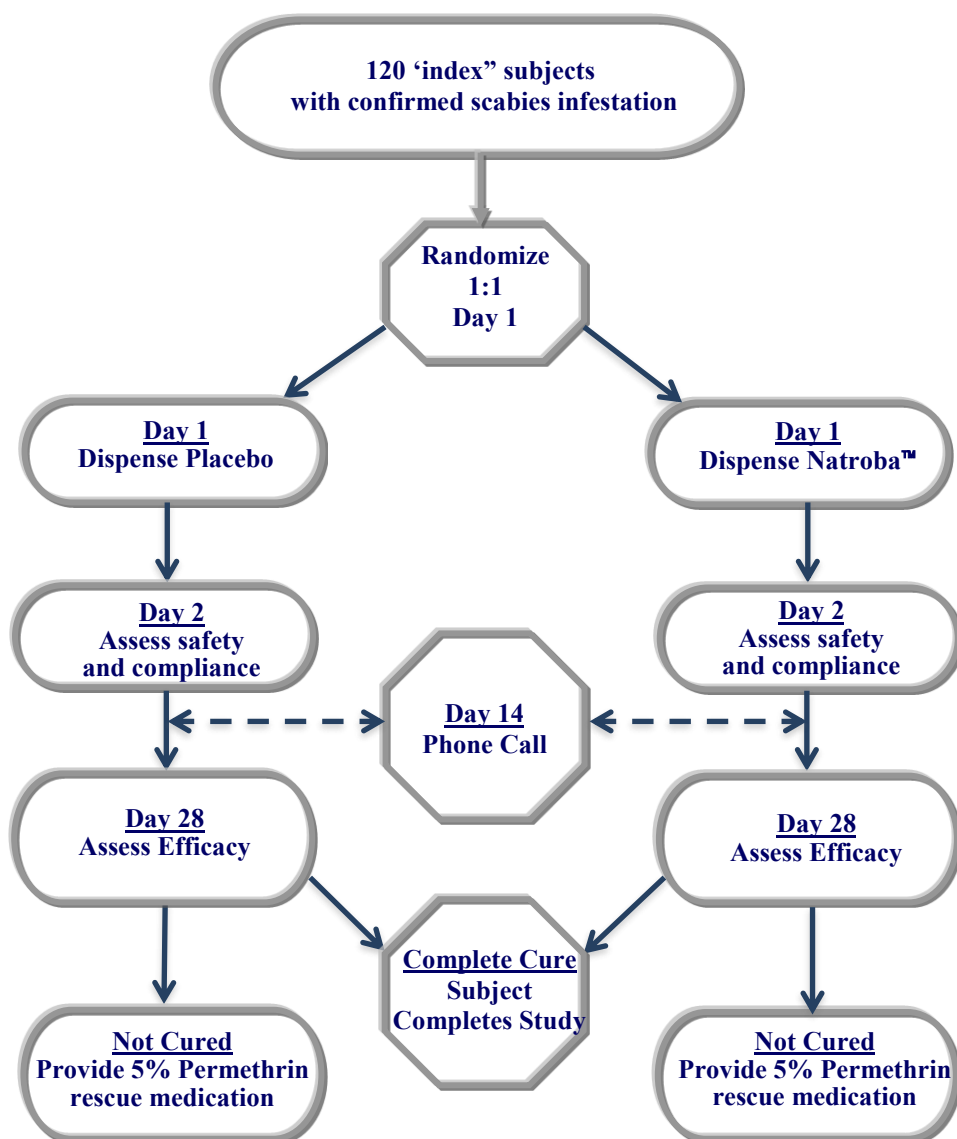 120 ‘index” subjects
with confirmed scabies infestation
Randomize
1:1
Day 1
Day 1
Dispense Placebo
Day 1
Dispense Natroba™
Day 2
Assess safety
and compliance
Day 2
Assess safety
and compliance
Day 14
Phone Call
Day 28
Assess Efficacy
Day 28
Assess Efficacy
Complete Cure
Subject
Completes Study
Not Cured
Provide 5% Permethrin
rescue medication
Not Cured
Provide 5% Permethrin
rescue medication